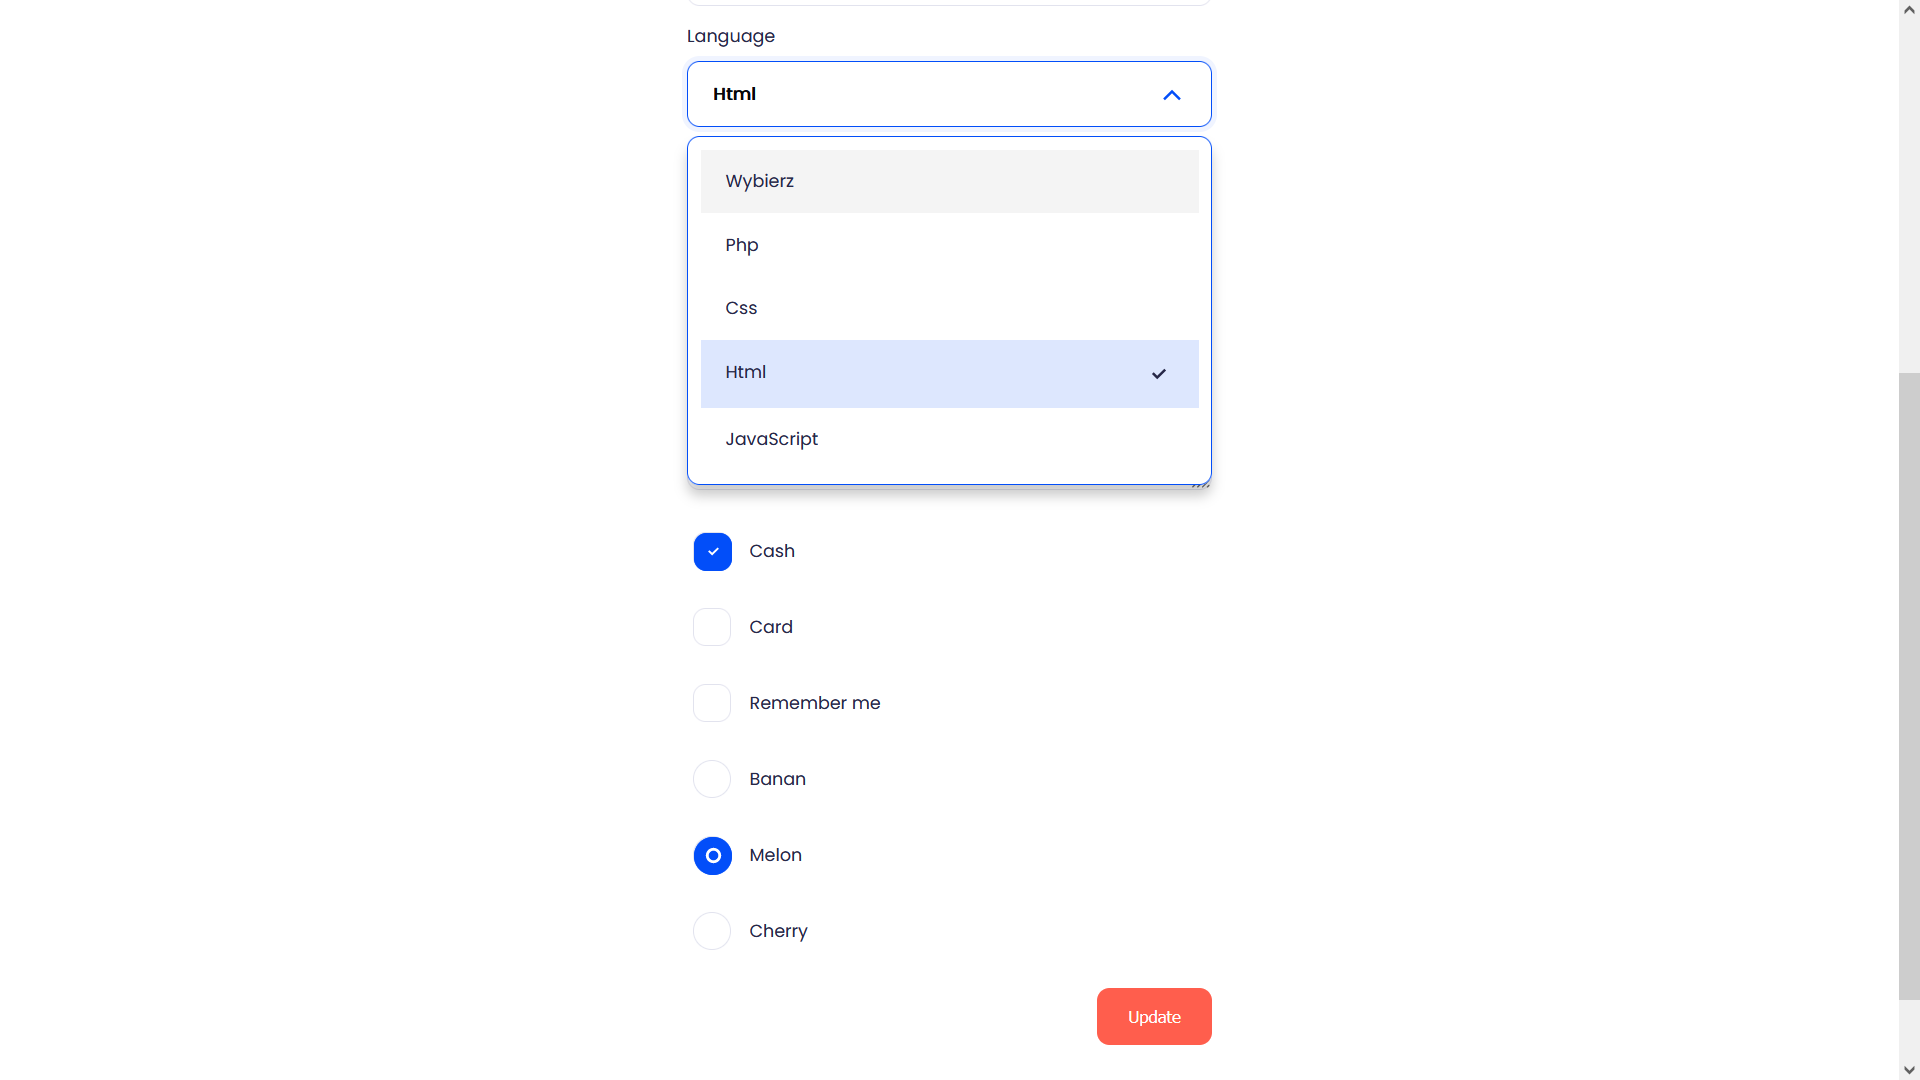 Language
Html
Wybierz
Php
Css
Html
JavaScript
Cash
Card
Remember me
Banan
Melon
Cherry
Update